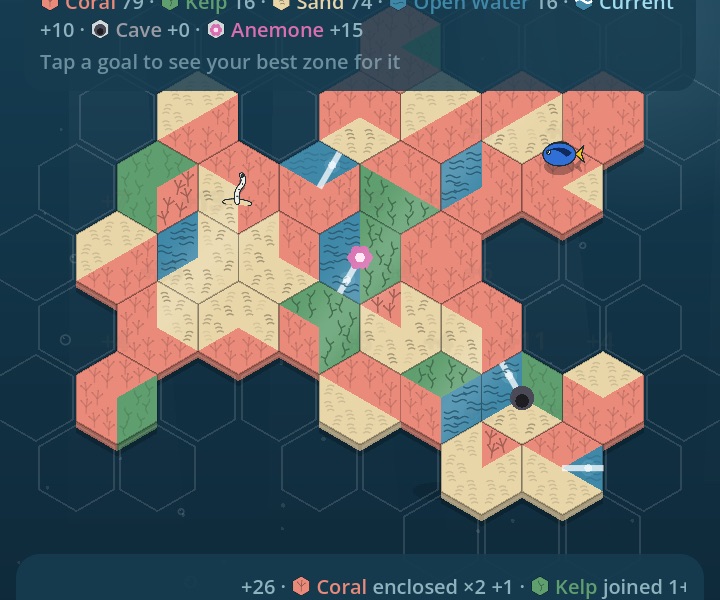 Coral 79 · Kelp 16 · Sand 74 · Open Water 16 · Current
+10 · Cave +0 · Anemone +15
Tap a goal to see your best zone for it
+26 · Coral enclosed ×2 +1 · Kelp joined 1+